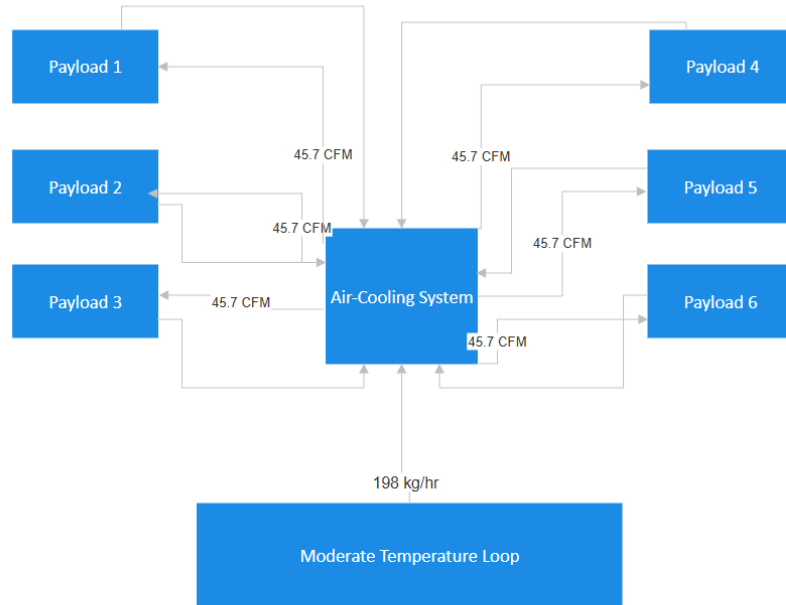 Payload 1
Payload 4
45.7 CFM
45.7 CFM
Payload 2
Payload 5
45.7 CFM
45.7 CFM
Payload 3
Air-Cooling System
Payload 6
45.7 CFM
45.7 CFM
198 kg/hr
Moderate Temperature Loop